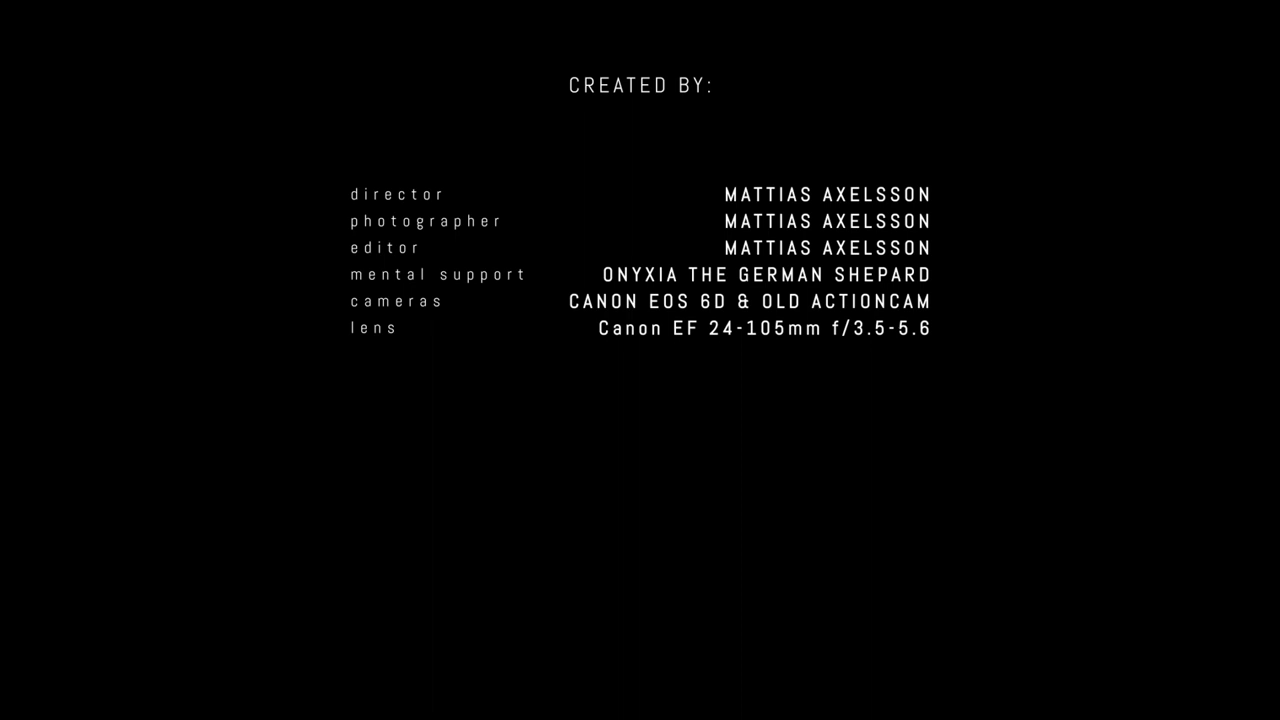 CREATED BY:
director MATTIAS AXELSSON
photographer MATTIAS AXELSSON
editor MATTIAS AXELSSON
mental support ONYXIA THE GERMAN SHEPARD
cameras CANON EOS 6D & OLD ACTIONCAM
lens Canon EF 24-105mm f/3.5-5.6